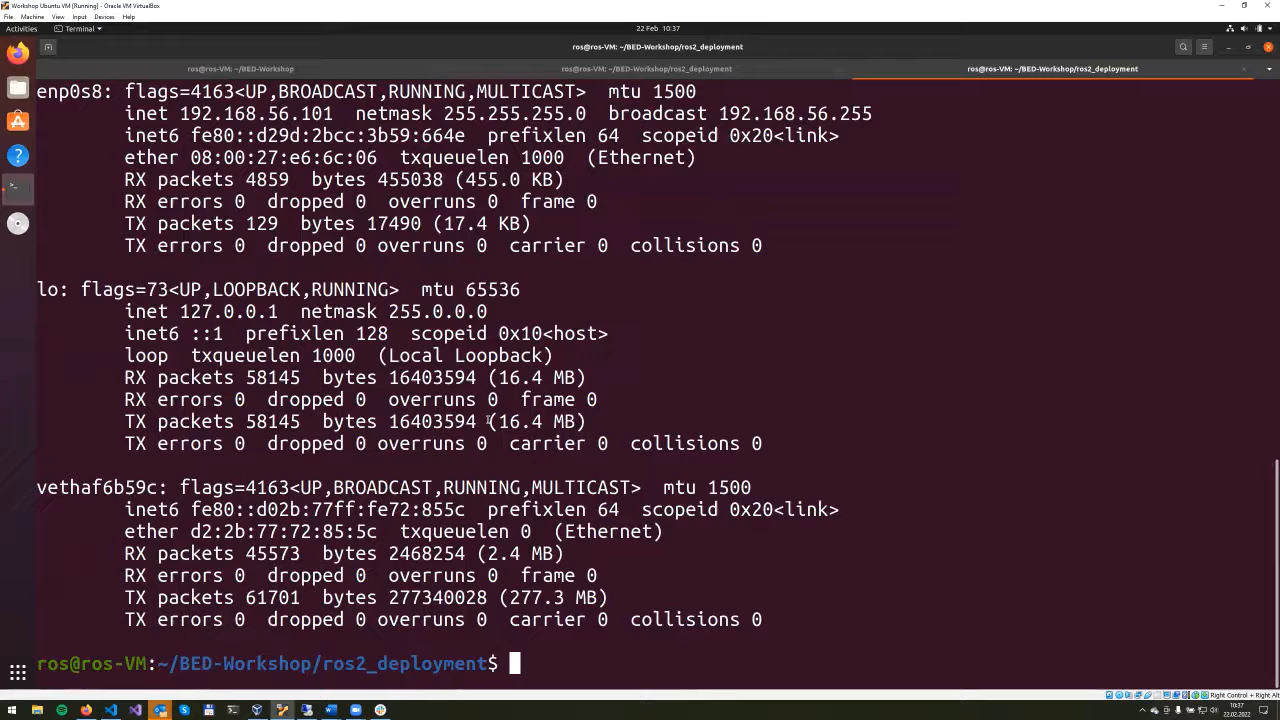 Workshop Ubuntu VM [Running] - Oracle VM VirtualBox
File Machine View Input Devices Help
Activities Terminal 22 Feb 10:37
ros@ros-VM: ~/BED-Workshop/ros2_deployment
ros@ros-VM: ~/BED-Workshop ros@ros-VM: ~/BED-Workshop/ros2_deployment ros@ros-VM: ~/BED-Workshop/ros2_deployment
enp0s8: flags=4163<UP,BROADCAST,RUNNING,MULTICAST> mtu 1500
inet 192.168.56.101 netmask 255.255.255.0 broadcast 192.168.56.255
inet6 fe80::d29d:2bcc:3b59:664e prefixlen 64 scopeid 0x20<link>
ether 08:00:27:e6:6c:06 txqueuelen 1000 (Ethernet)
RX packets 4859 bytes 455038 (455.0 KB)
RX errors 0 dropped 0 overruns 0 frame 0
TX packets 129 bytes 17490 (17.4 KB)
TX errors 0 dropped 0 overruns 0 carrier 0 collisions 0
lo: flags=73<UP,LOOPBACK,RUNNING> mtu 65536
inet 127.0.0.1 netmask 255.0.0.0
inet6 ::1 prefixlen 128 scopeid 0x10<host>
loop txqueuelen 1000 (Local Loopback)
RX packets 58145 bytes 16403594 (16.4 MB)
RX errors 0 dropped 0 overruns 0 frame 0
TX packets 58145 bytes 16403594 (16.4 MB)
TX errors 0 dropped 0 overruns 0 carrier 0 collisions 0
vethaf6b59c: flags=4163<UP,BROADCAST,RUNNING,MULTICAST> mtu 1500
inet6 fe80::d02b:77ff:fe72:855c prefixlen 64 scopeid 0x20<link>
ether d2:2b:77:72:85:5c txqueuelen 0 (Ethernet)
RX packets 45573 bytes 2468254 (2.4 MB)
RX errors 0 dropped 0 overruns 0 frame 0
TX packets 61701 bytes 277340028 (277.3 MB)
TX errors 0 dropped 0 overruns 0 carrier 0 collisions 0
ros@ros-VM:~/BED-Workshop/ros2_deployment$
Right Control + Right Alt
10:37
22.02.2022